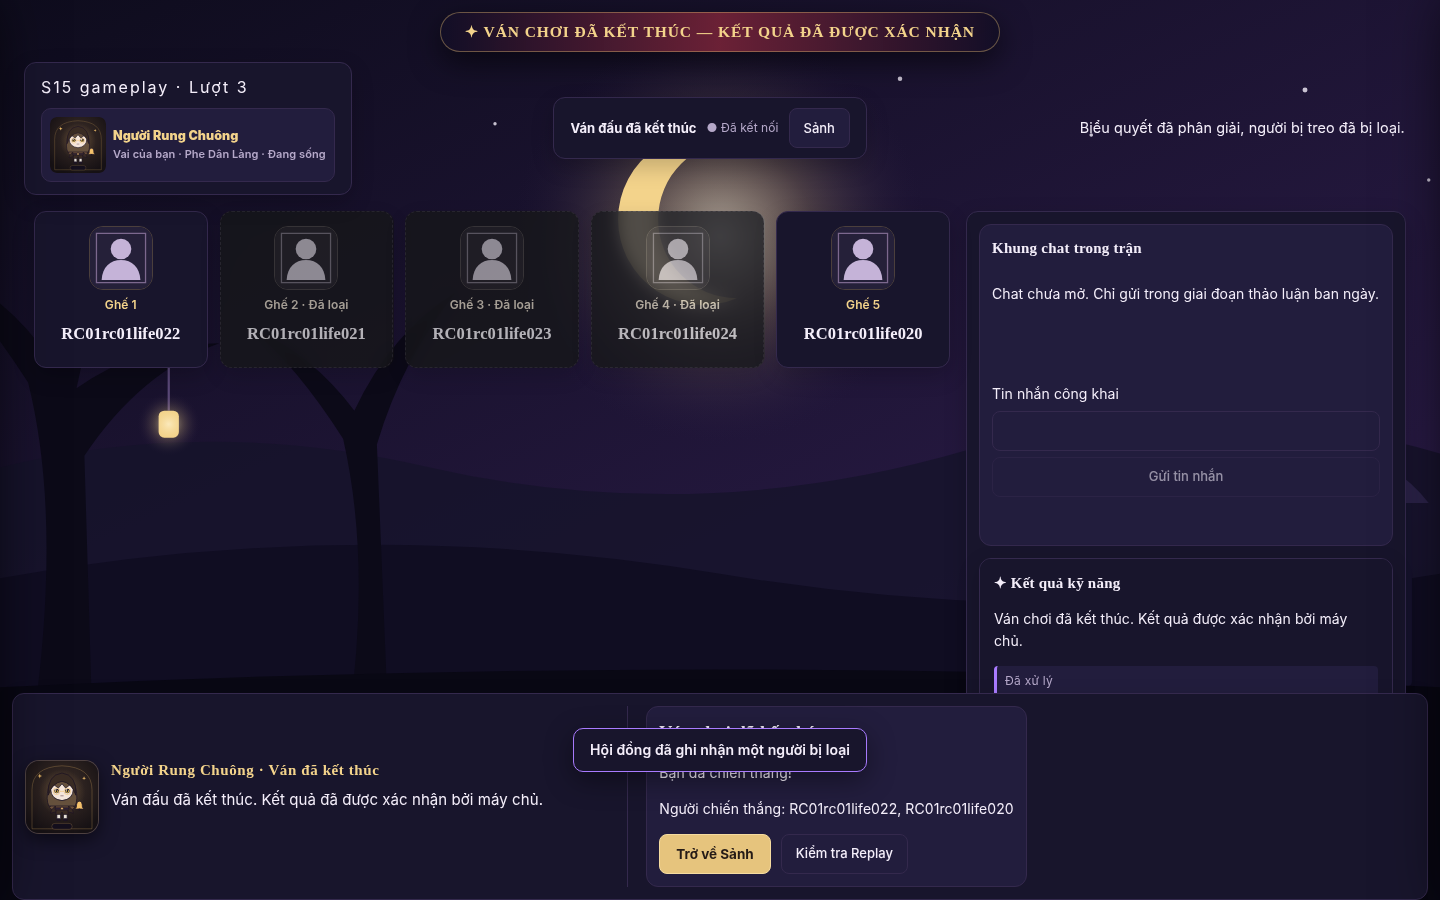 ✦ VÁN CHƠI ĐÃ KẾT THÚC — KẾT QUẢ ĐÃ ĐƯỢC XÁC NHẬN
S15 gameplay · Lượt 3
Người Rung Chuông
Vai của bạn · Phe Dân Làng · Đang sống
Ván đấu đã kết thúc
Đã kết nối
Sảnh
Biểu quyết đã phân giải, người bị treo đã bị loại.
Ghế 1
RC01rc01life022
Ghế 2 · Đã loại
RC01rc01life021
Ghế 3 · Đã loại
RC01rc01life023
Ghế 4 · Đã loại
RC01rc01life024
Ghế 5
RC01rc01life020
Khung chat trong trận
Chat chưa mở. Chỉ gửi trong giai đoạn thảo luận ban ngày.
Tin nhắn công khai
Gửi tin nhắn
✦ Kết quả kỹ năng
Ván chơi đã kết thúc. Kết quả được xác nhận bởi máy
chủ.
Đã xử lý
Người Rung Chuông · Ván đã kết thúc
Ván đấu đã kết thúc. Kết quả đã được xác nhận bởi máy chủ.
Hội đồng đã ghi nhận một người bị loại
Bạn đã chiến thắng!
Người chiến thắng: RC01rc01life022, RC01rc01life020
Trở về Sảnh
Kiểm tra Replay